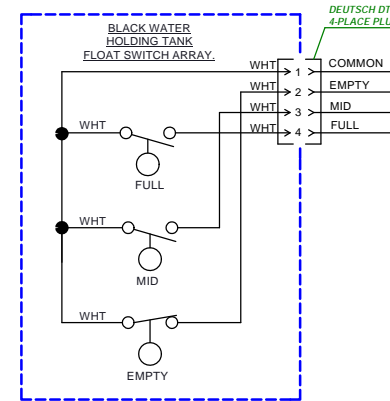 DEUTSCH DT
4-PLACE PLU
BLACK WATER
HOLDING TANK
FLOAT SWITCH ARRAY.
WHT 1 COMMON
WHT 2 EMPTY
WHT 3 MID
WHT 4 FULL
WHT
FULL
WHT
MID
WHT
EMPTY